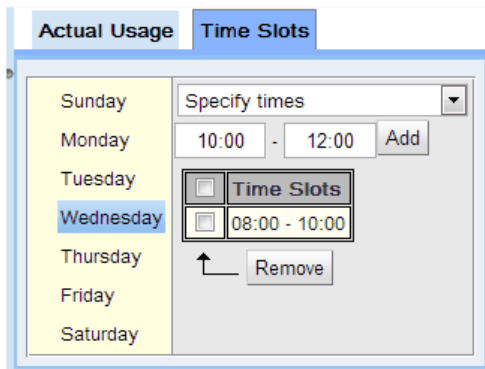 Actual Usage Time Slots
Sunday
Monday
Tuesday
Wednesday
Thursday
Friday
Saturday
Specify times
10:00 - 12:00 Add
Time Slots
08:00 - 10:00
Remove